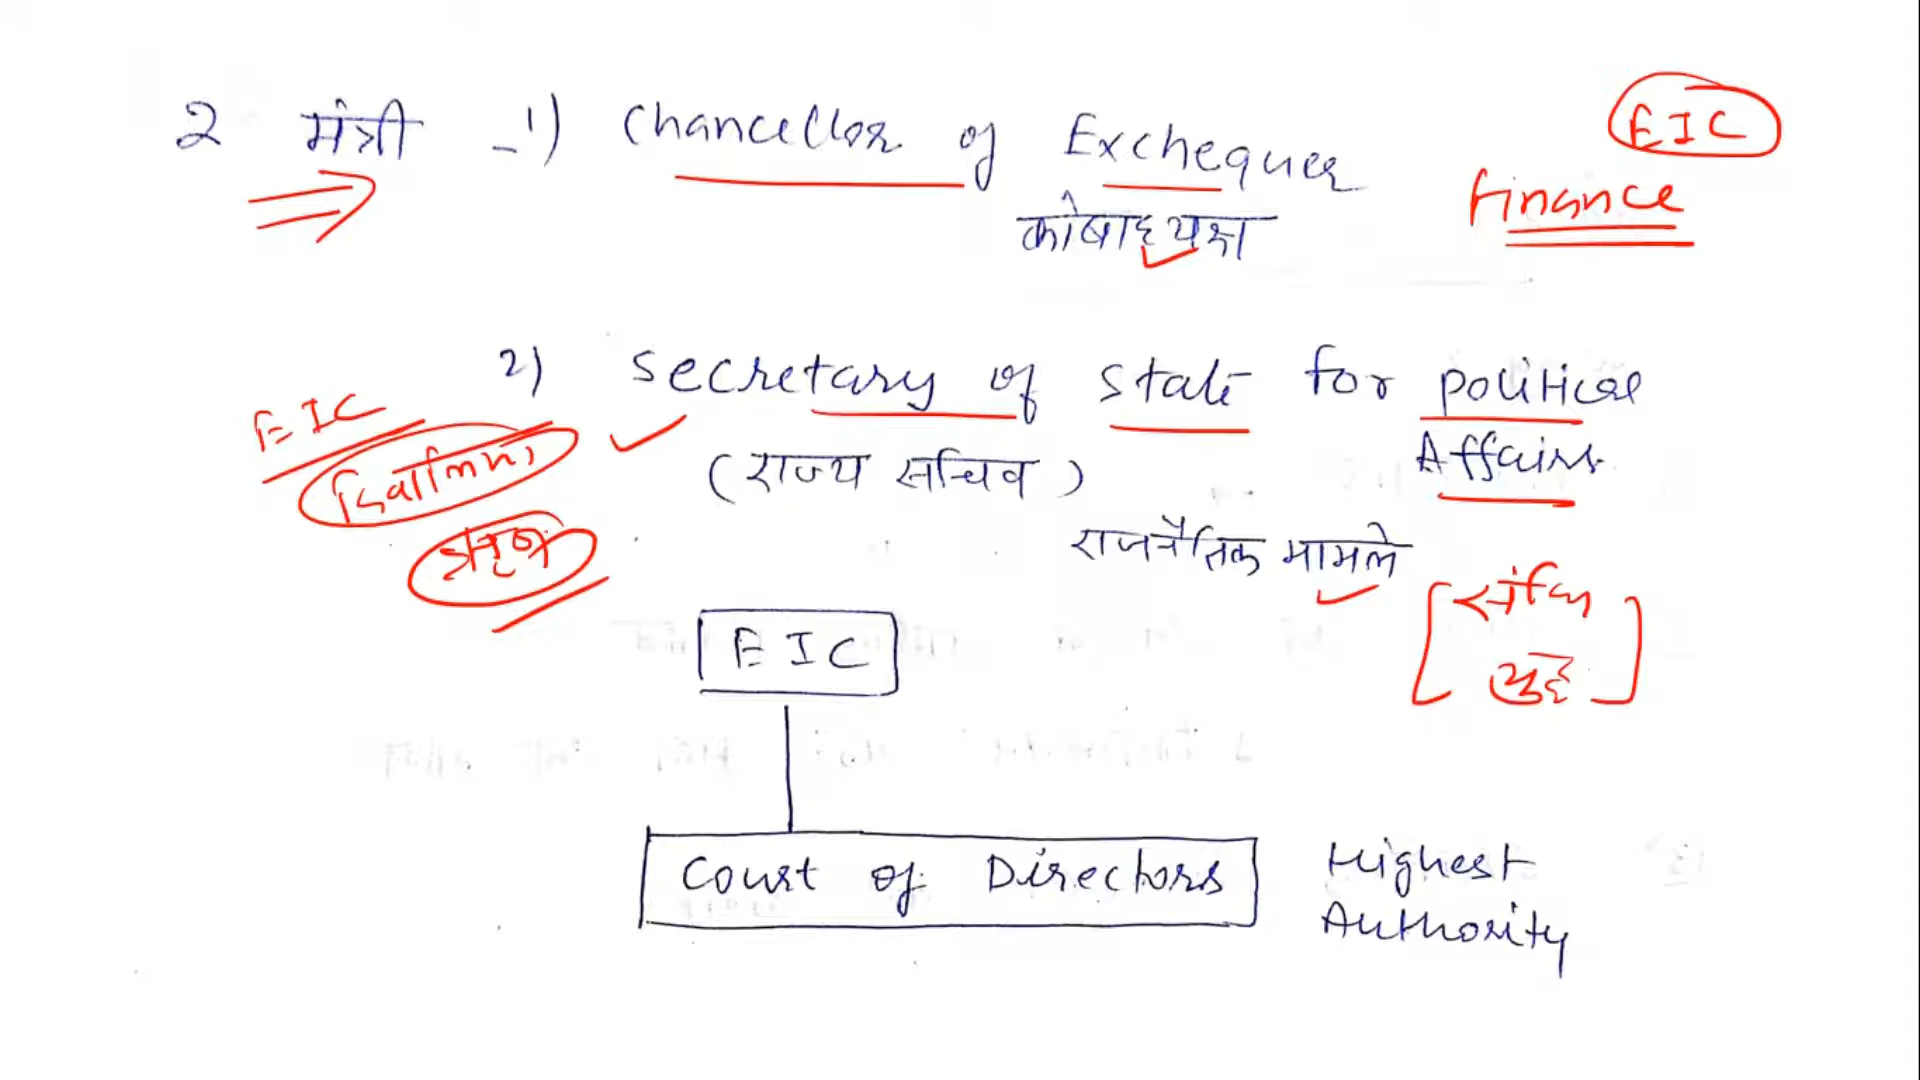 2 मंत्री - 1) Chancellor of Exchequer
EIC
Finance
कोषाध्यक्ष
2) Secretary of State for political
Affairs
EIC
(राज्य सचिव)
राजनैतिक मामले
युद्ध
EIC
Court of Directors
Highest
Authority